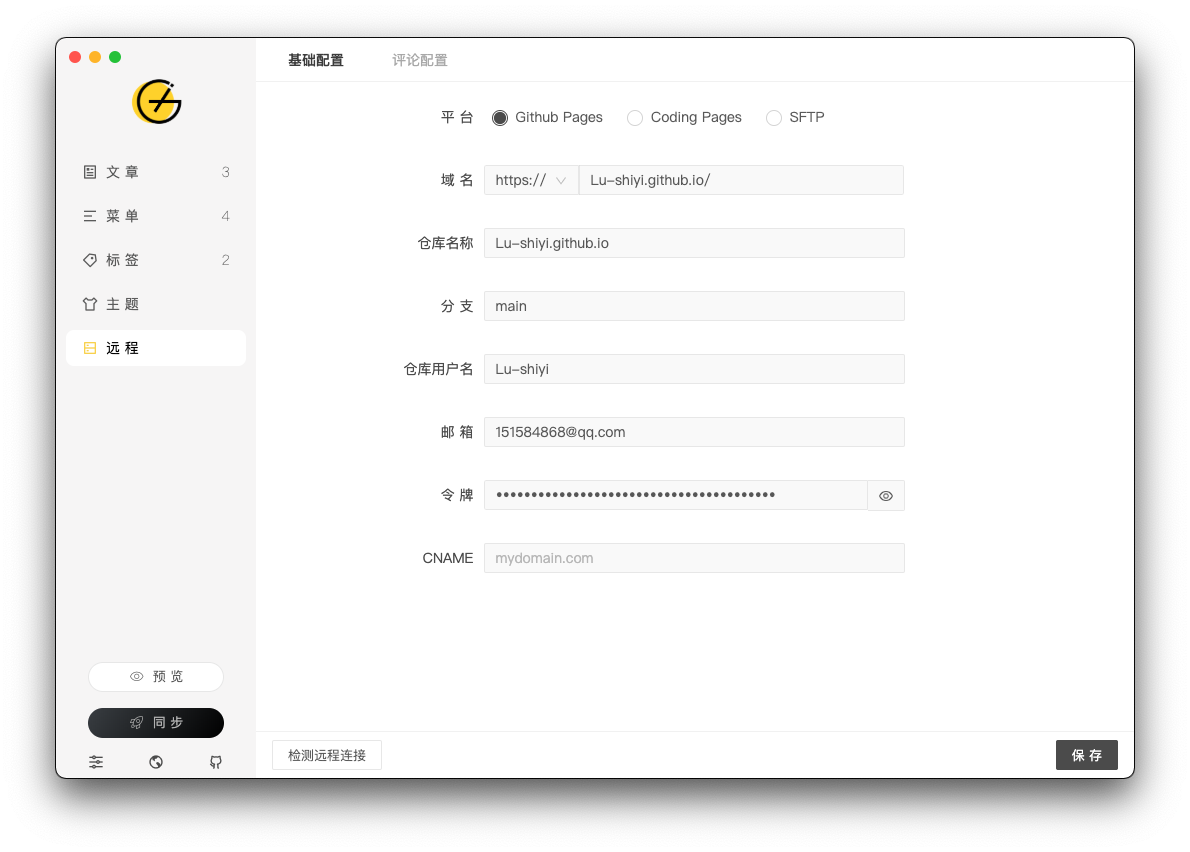 基础配置 评论配置
文章 3
菜单 4
标签 2
主题
远程
预览
同步
平台 Github Pages Coding Pages SFTP
域名 https:// Lu-shiyi.github.io/
仓库名称 Lu-shiyi.github.io
分支 main
仓库用户名 Lu-shiyi
邮箱 151584868@qq.com
令牌 ••••••••••••••••••••••••••••••••••••••••
CNAME mydomain.com
检测远程连接 保存